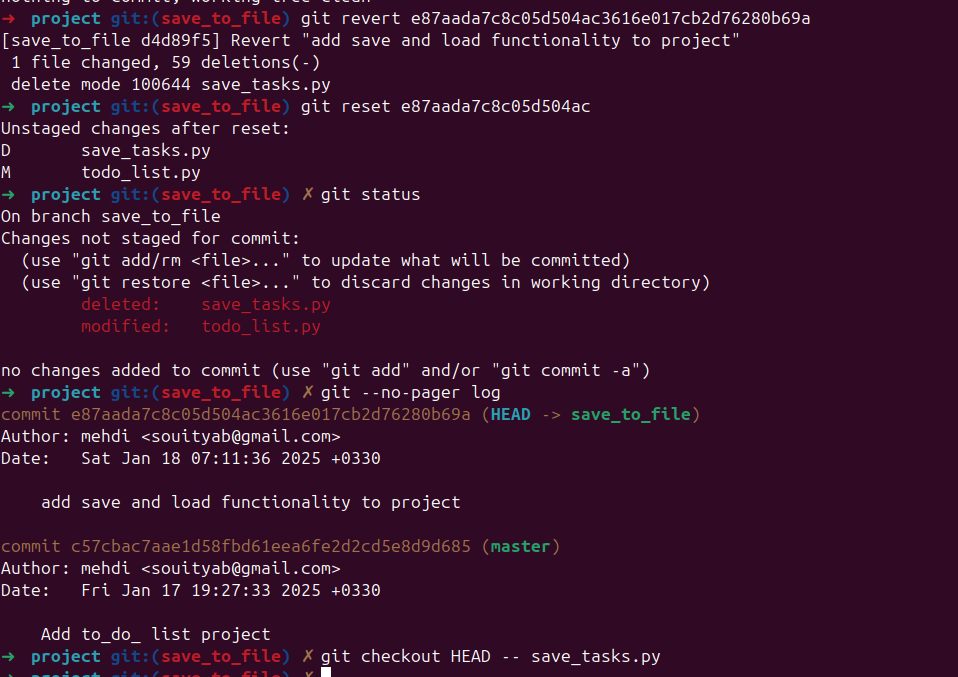 nothing to commit, working tree clean
➜  project git:(save_to_file) git revert e87aada7c8c05d504ac3616e017cb2d76280b69a
[save_to_file d4d89f5] Revert "add save and load functionality to project"
 1 file changed, 59 deletions(-)
 delete mode 100644 save_tasks.py
➜  project git:(save_to_file) git reset e87aada7c8c05d504ac
Unstaged changes after reset:
D       save_tasks.py
M       todo_list.py
➜  project git:(save_to_file) ✗ git status
On branch save_to_file
Changes not staged for commit:
  (use "git add/rm <file>..." to update what will be committed)
  (use "git restore <file>..." to discard changes in working directory)
        deleted:    save_tasks.py
        modified:   todo_list.py

no changes added to commit (use "git add" and/or "git commit -a")
➜  project git:(save_to_file) ✗ git --no-pager log
commit e87aada7c8c05d504ac3616e017cb2d76280b69a (HEAD -> save_to_file)
Author: mehdi <souityab@gmail.com>
Date:   Sat Jan 18 07:11:36 2025 +0330

    add save and load functionality to project

commit c57cbac7aae1d58fbd61eea6fe2d2cd5e8d9d685 (master)
Author: mehdi <souityab@gmail.com>
Date:   Fri Jan 17 19:27:33 2025 +0330

    Add to_do_ list project
➜  project git:(save_to_file) ✗ git checkout HEAD -- save_tasks.py
➜  project git:(save_to_file) ✗